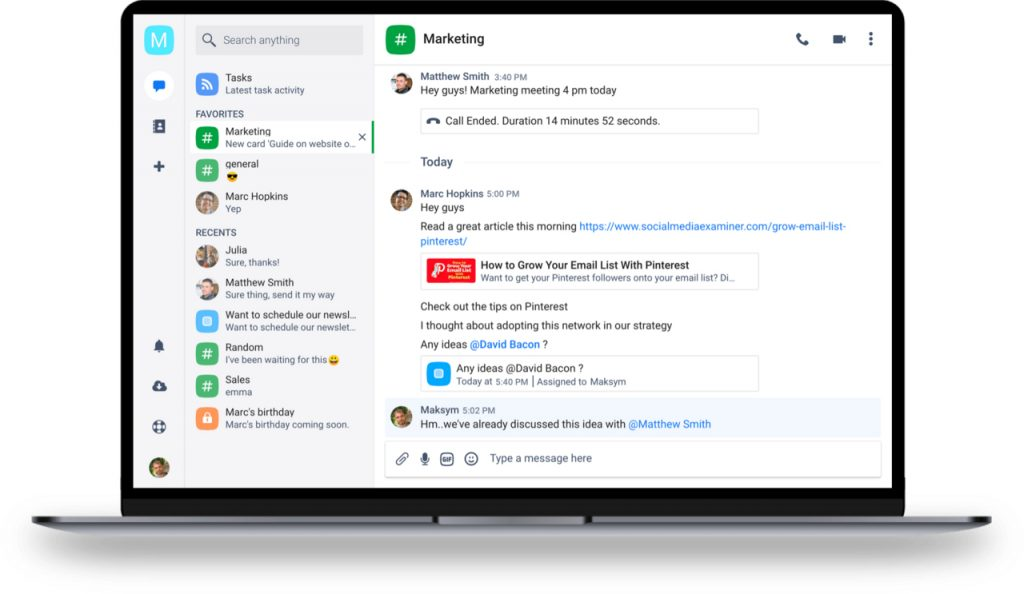 M
Search anything
Tasks
Latest task activity
FAVORITES
Marketing
New card 'Guide on website o...
general
Marc Hopkins
Yep
RECENTS
Julia
Sure, thanks!
Matthew Smith
Sure thing, send it my way
Want to schedule our newsl...
Want to schedule our newslet...
Random
I've been waiting for this😀
Sales
emma
Marc's birthday
Marc's birthday coming soon.
# Marketing
Matthew Smith 3:40 PM
Hey guys! Marketing meeting 4 pm today
Call Ended. Duration 14 minutes 52 seconds.
Today
Marc Hopkins 5:00 PM
Hey guys
Read a great article this morning https://www.socialmediaexaminer.com/grow-email-list-
pinterest/
Grow Your
Email List
Pinterest
How to Grow Your Email List With Pinterest
Want to get your Pinterest followers onto your email list? Di...
Check out the tips on Pinterest
I thought about adopting this network in our strategy
Any ideas @David Bacon ?
Any ideas @David Bacon ?
Today at 5:40 PM | Assigned to Maksym
Maksym 5:02 PM
Hm..we've already discussed this idea with @Matthew Smith
GIF
Type a message here